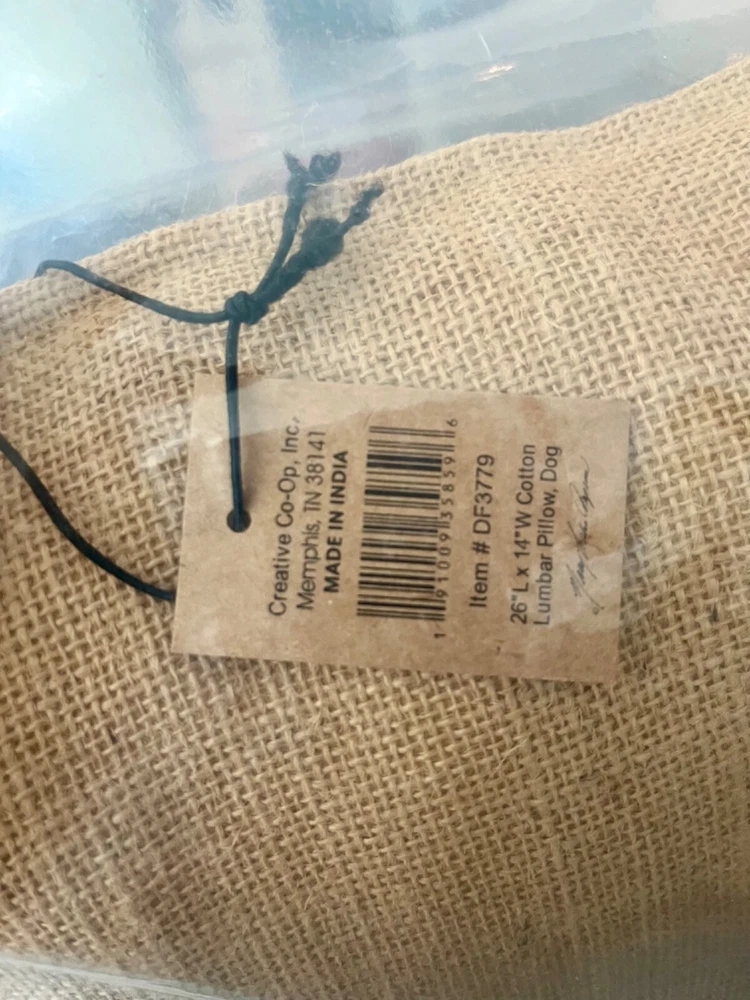 Creative Co-Op, Inc.
Memphis, TN 38141
MADE IN INDIA
1 91009 35859 6
Item # DF3779
26"L x 14"W Cotton
Lumbar Pillow, Dog